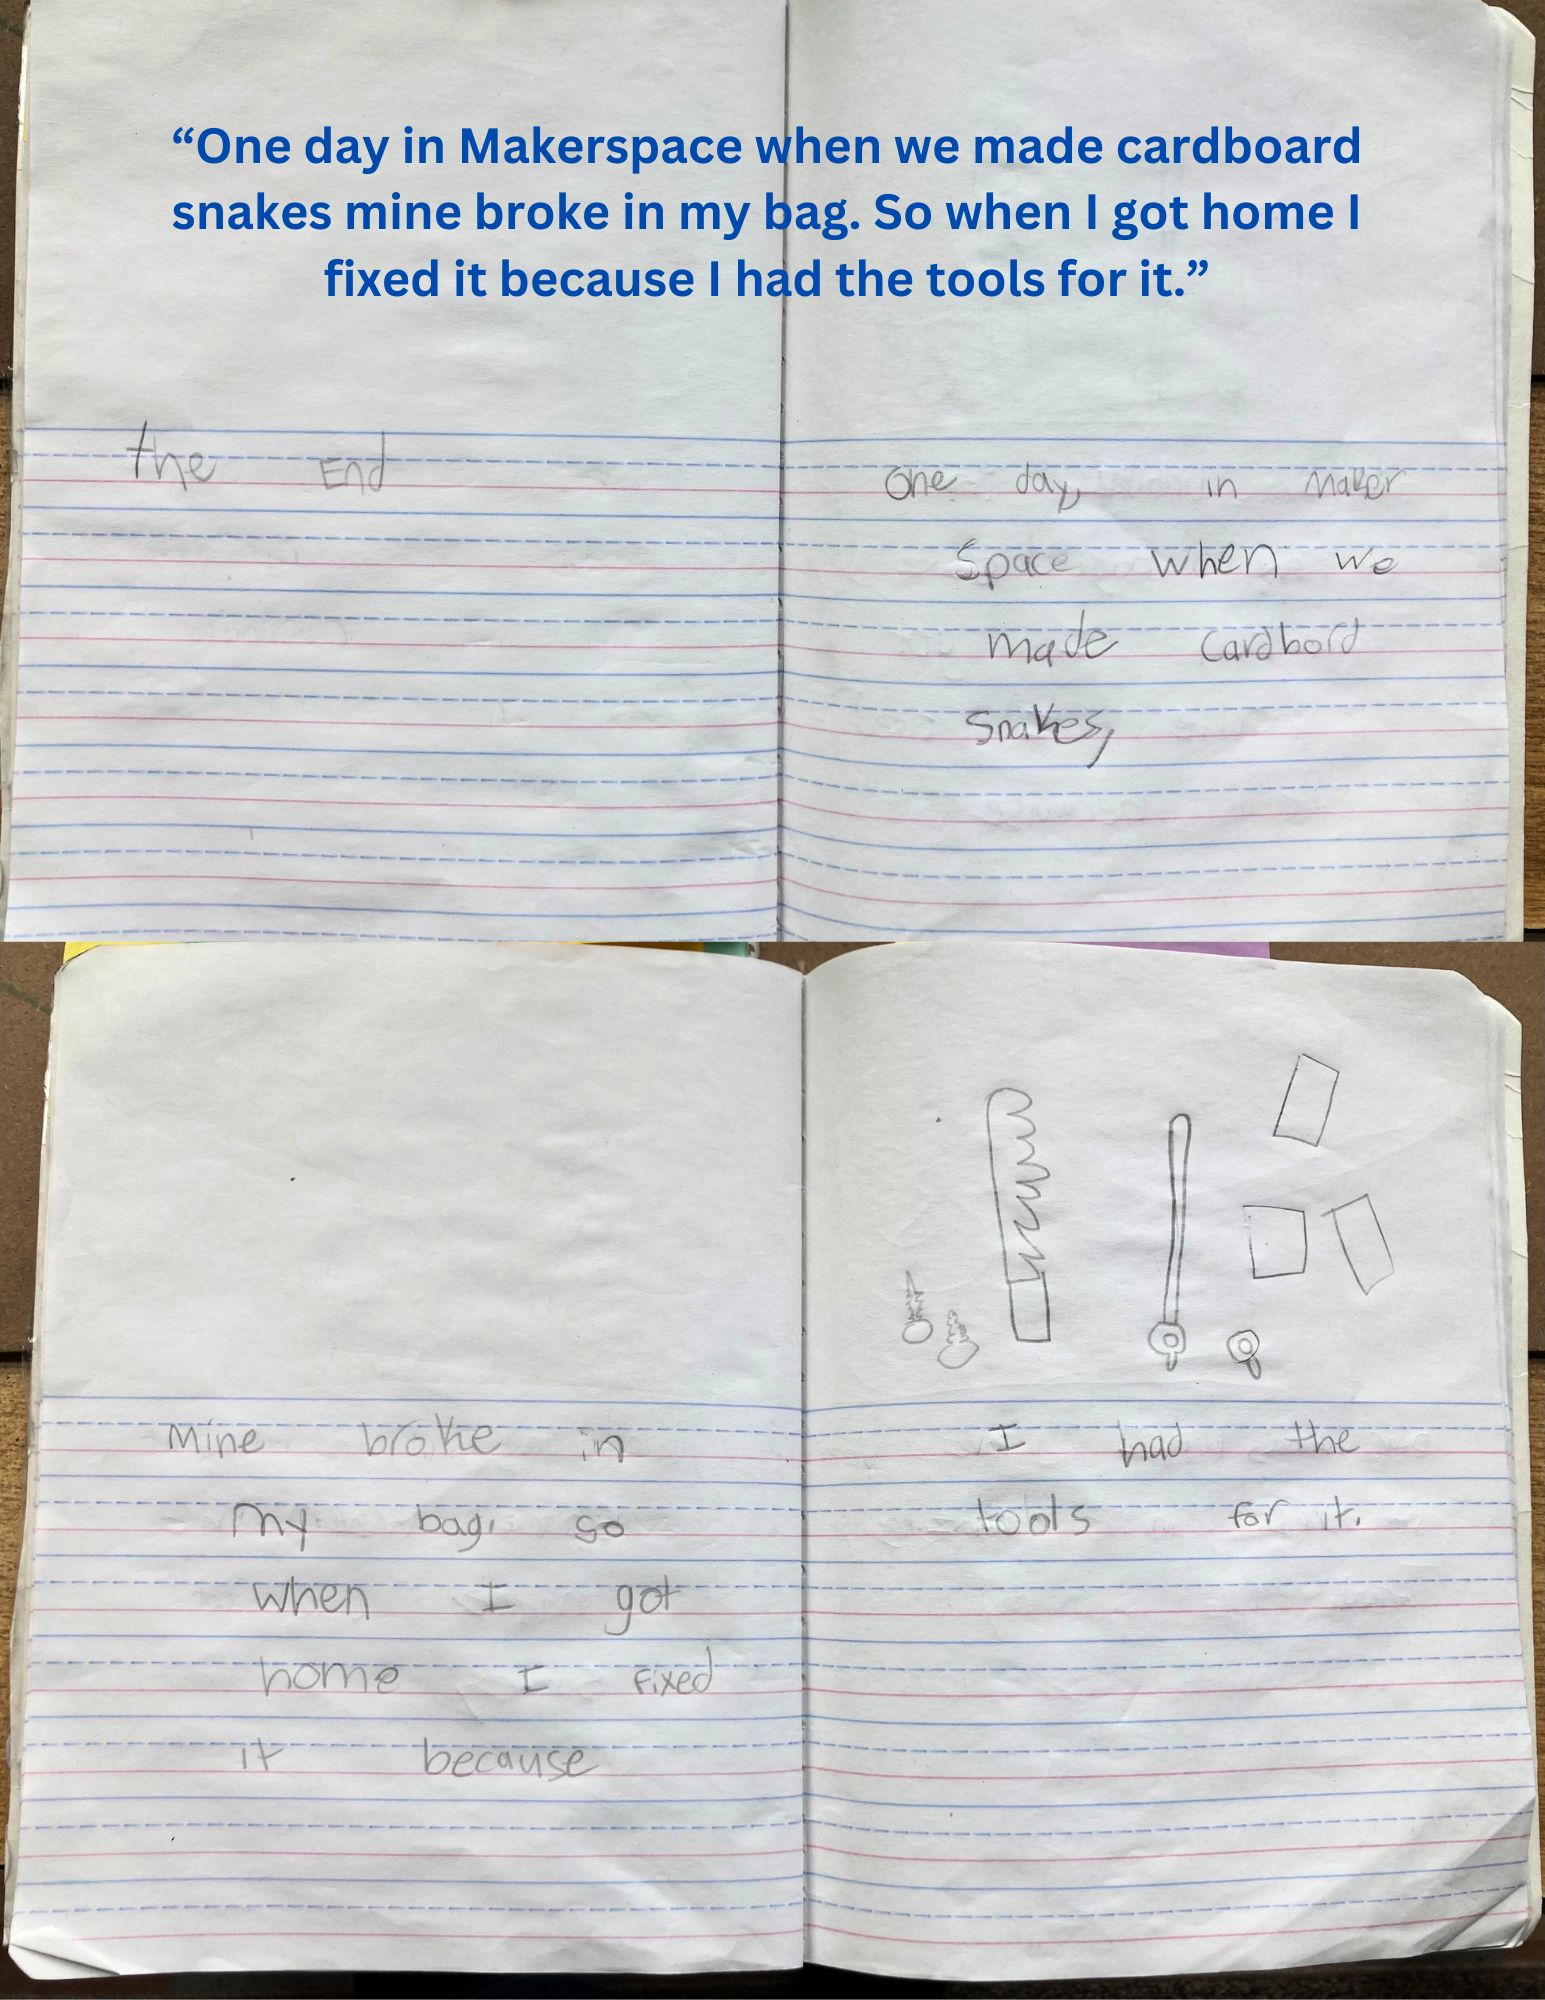 “One day in Makerspace when we made cardboard
snakes mine broke in my bag. So when I got home I
fixed it because I had the tools for it.”
the End
One day, in maker
Space when we
made cardbord
Snakes,
Mine broke in
my bag, so
when I got
home I fixed
it because
I had the
tools for it.